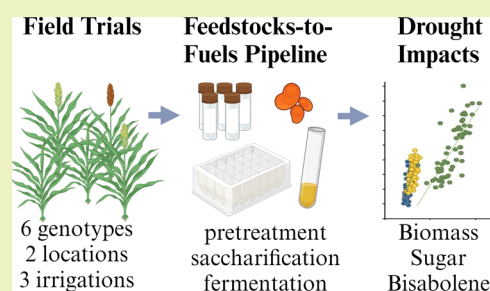 Field Trials
Feedstocks-to-
Fuels Pipeline
Drought
Impacts
6 genotypes
2 locations
3 irrigations
pretreatment
saccharification
fermentation
Biomass
Sugar
Bisabolene